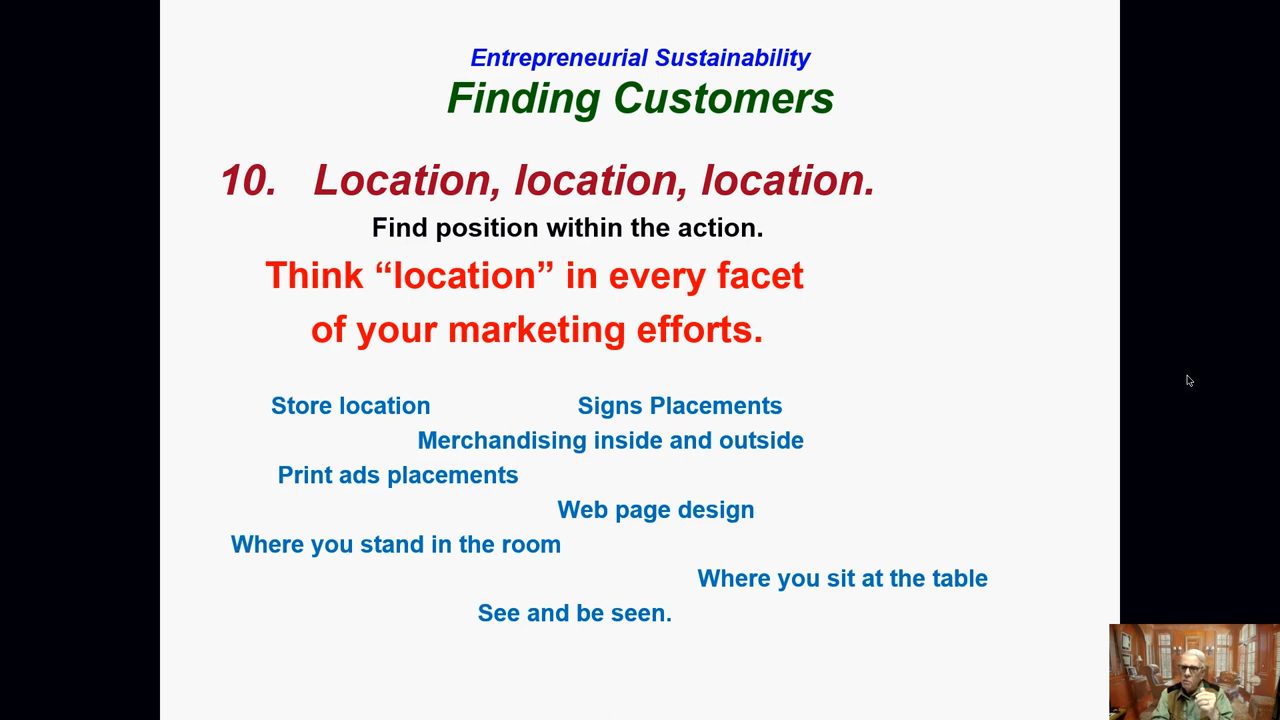 Entrepreneurial Sustainability
Finding Customers
10. Location, location, location.
Find position within the action.
Think “location” in every facet
of your marketing efforts.
Store location Signs Placements
Merchandising inside and outside
Print ads placements
Web page design
Where you stand in the room
Where you sit at the table
See and be seen.